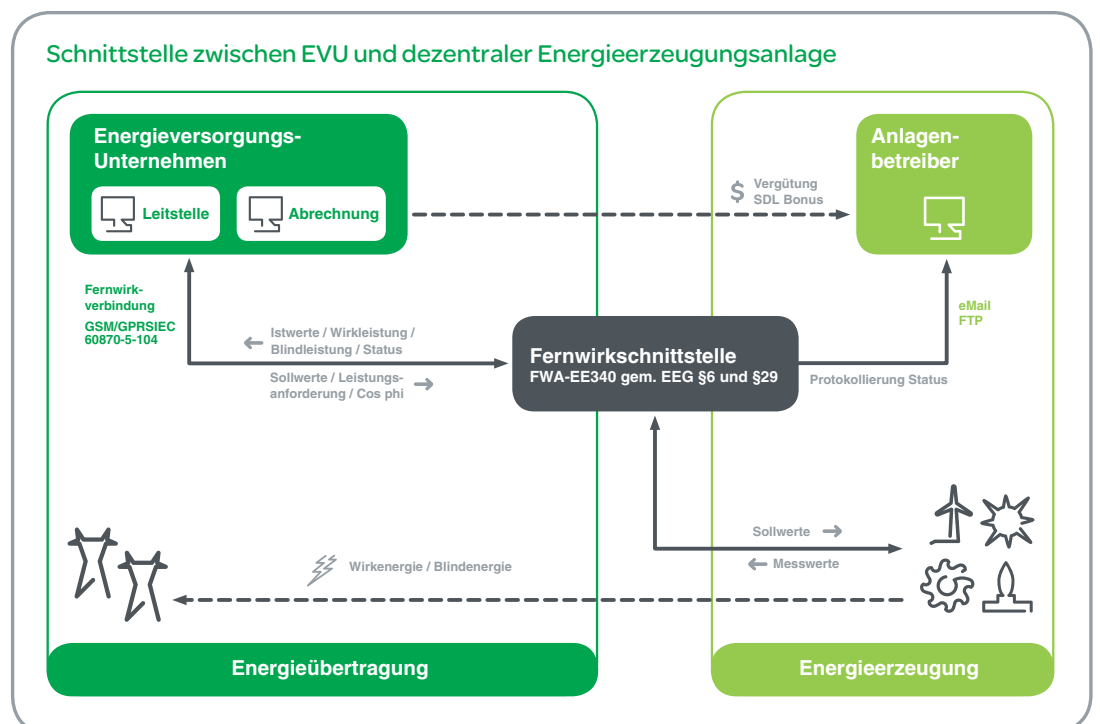 Schnittstelle zwischen EVU und dezentraler Energieerzeugungsanlage
Energieversorgungs-
Unternehmen
Leitstelle
Abrechnung
$
Vergütung
SDL Bonus
Anlagen-
betreiber
Fernwirk-
verbindung
GSM/GPRSIEC
60870-5-104
Istwerte / Wirkleistung /
Blindleistung / Status
Sollwerte / Leistungs-
anforderung / Cos phi
Fernwirkschnittstelle
FWA-EE340 gem. EEG §6 und §29
eMail
FTP
Protokollierung Status
Sollwerte
Messwerte
Wirkenergie / Blindenergie
Energieübertragung
Energieerzeugung